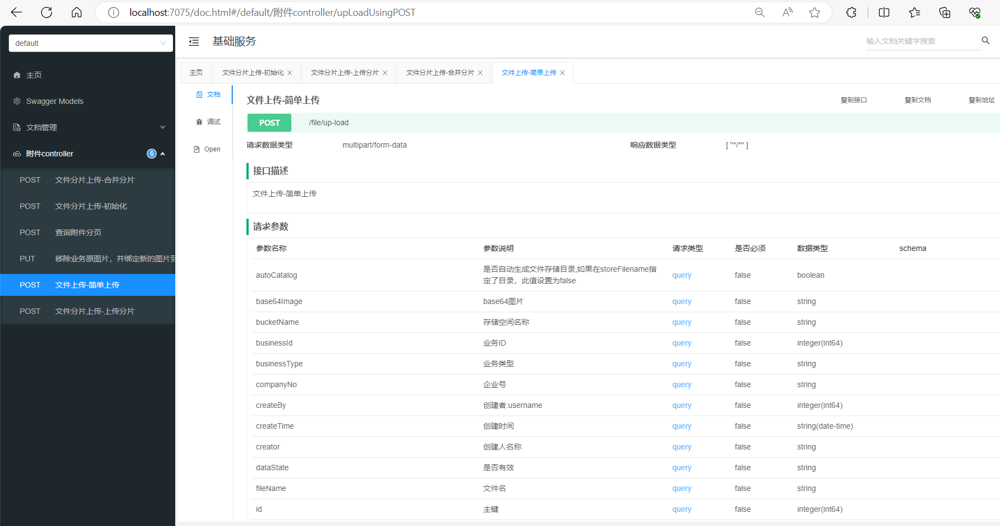 localhost:7075/doc.html#/default/附件controller/upLoadUsingPOST
default
基础服务
输入文档关键字搜索
主页
Swagger Models
文档管理
附件controller 6
POST 文件分片上传-合并分片
POST 文件分片上传-初始化
POST 查询附件分页
PUT 移除业务原图片，并绑定新的图片到
POST 文件上传-简单上传
POST 文件分片上传-上传分片
主页 文件分片上传-初始化 文件分片上传-上传分片 文件分片上传-合并分片 文件上传-简单上传
文档
调试
Open
文件上传-简单上传 复制接口 复制文档 复制地址
POST /file/up-load
请求数据类型 multipart/form-data 响应数据类型 [ "*/*" ]
接口描述
文件上传-简单上传
请求参数
参数名称 参数说明 请求类型 是否必须 数据类型 schema
autoCatalog 是否自动生成文件存储目录,如果在storeFilename指
定了目录，此值设置为false query false boolean
base64Image base64图片 query false string
bucketName 存储空间名称 query false string
businessId 业务ID query false integer(int64)
businessType 业务类型 query false string
companyNo 企业号 query false string
createBy 创建者:username query false integer(int64)
createTime 创建时间 query false string(date-time)
creator 创建人名称 query false string
dataState 是否有效 query false string
fileName 文件名 query false string
id 主键 query false integer(int64)